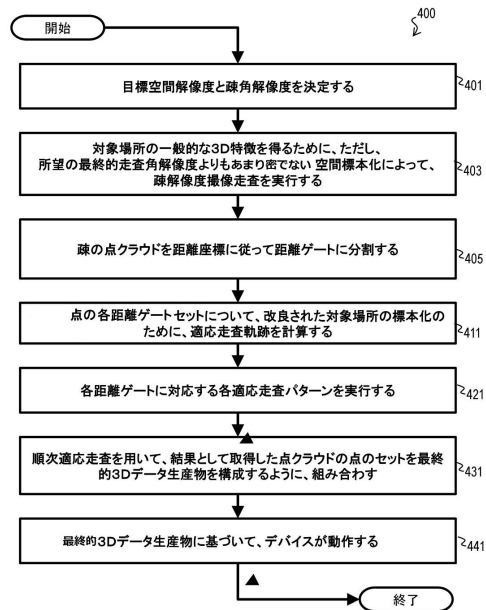 400
開始
目標空間解像度と疎角解像度を決定する
401
対象場所の一般的な3D特徴を得るために、ただし、
所望の最終的走査角解像度よりもあまり密でない 空間標本化によって、
疎解像度撮像走査を実行する
403
疎の点クラウドを距離座標に従って距離ゲートに分割する
405
点の各距離ゲートセットについて、改良された対象場所の標本化の
ために、適応走査軌跡を計算する
411
各距離ゲートに対応する各適応走査パターンを実行する
421
順次適応走査を用いて、結果として取得した点クラウドの点のセットを最終
的3Dデータ生産物を構成するように、組み合わす
431
最終的3Dデータ生産物に基づいて、デバイスが動作する
441
終了